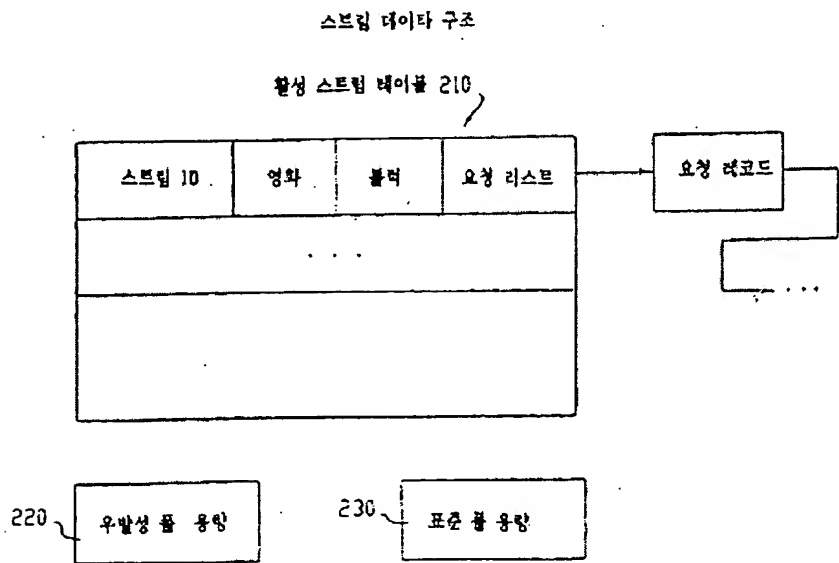 스트림 데이타 구조
활성 스트림 테이블 210
스트림 ID 영화 블럭 요청 리스트 요청 레코드
. . .
. . . .
220 우발성 풀 용량 230 표준 풀 용량